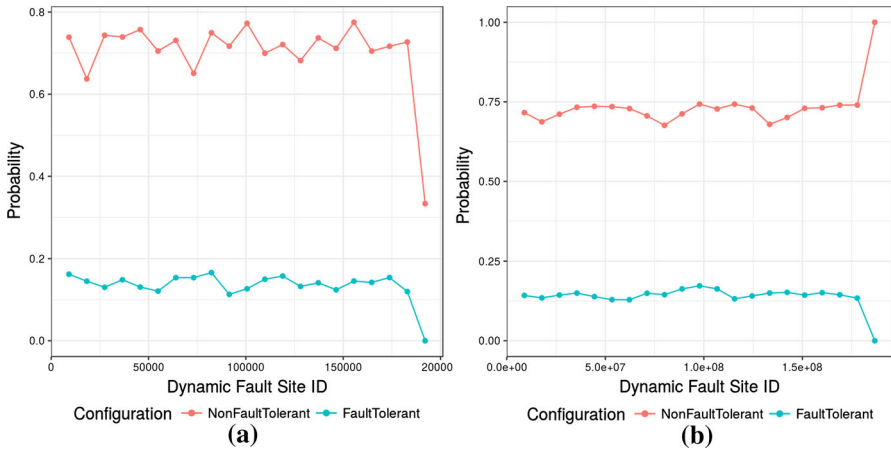 0.8
0.6
0.4
0.2
0.0
Probability
0
50000
100000
150000
20000
Dynamic Fault Site ID
Configuration NonFaultTolerant FaultTolerant
(a)
1.00
0.75
0.50
0.25
0.00
Probability
0.0e+00
5.0e+07
1.0e+08
1.5e+08
Dynamic Fault Site ID
Configuration NonFaultTolerant FaultTolerant
(b)